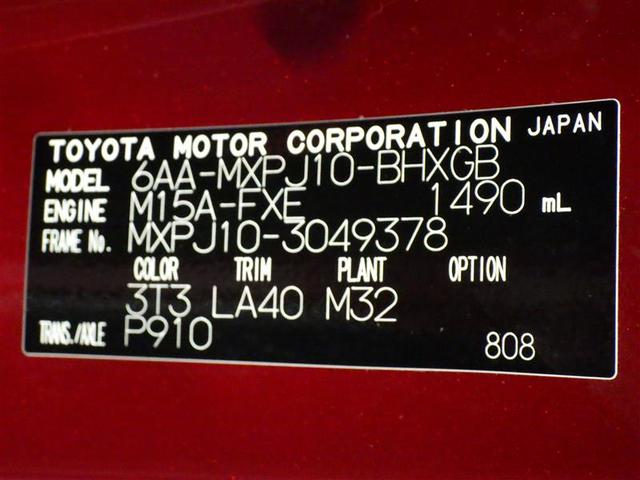 TOYOTA MOTOR CORPORATION JAPAN
MODEL 6AA-MXPJ10-BHXGB
ENGINE M15A-FXE 1490 mL
FRAME No. MXPJ10-3049378
COLOR TRIM PLANT OPTION
3T3 LA40 M32
TRANS./AXLE P910 808